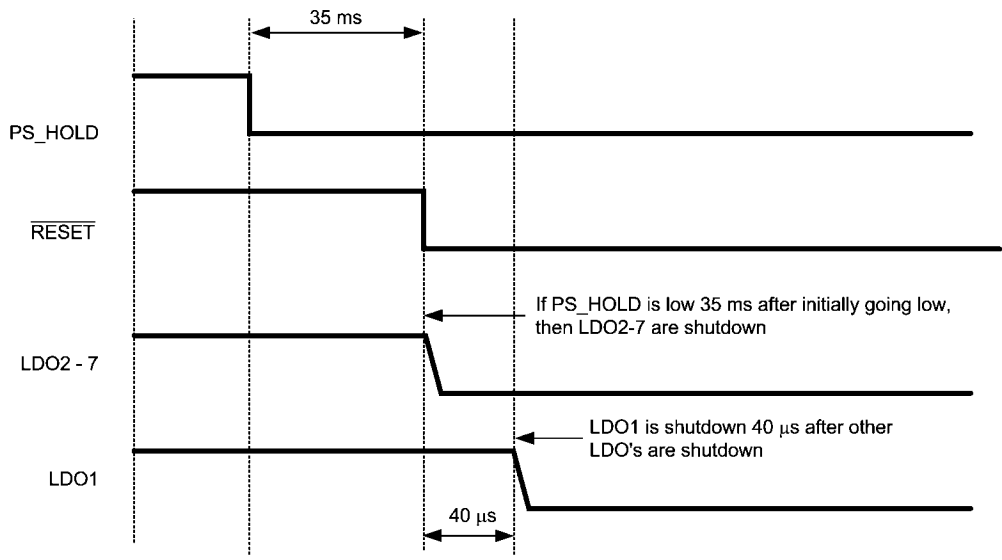 35 ms
PS_HOLD
RESET
If PS_HOLD is low 35 ms after initially going low,
then LDO2-7 are shutdown
LDO2 - 7
LDO1 is shutdown 40 μs after other
LDO's are shutdown
LDO1
40 μs